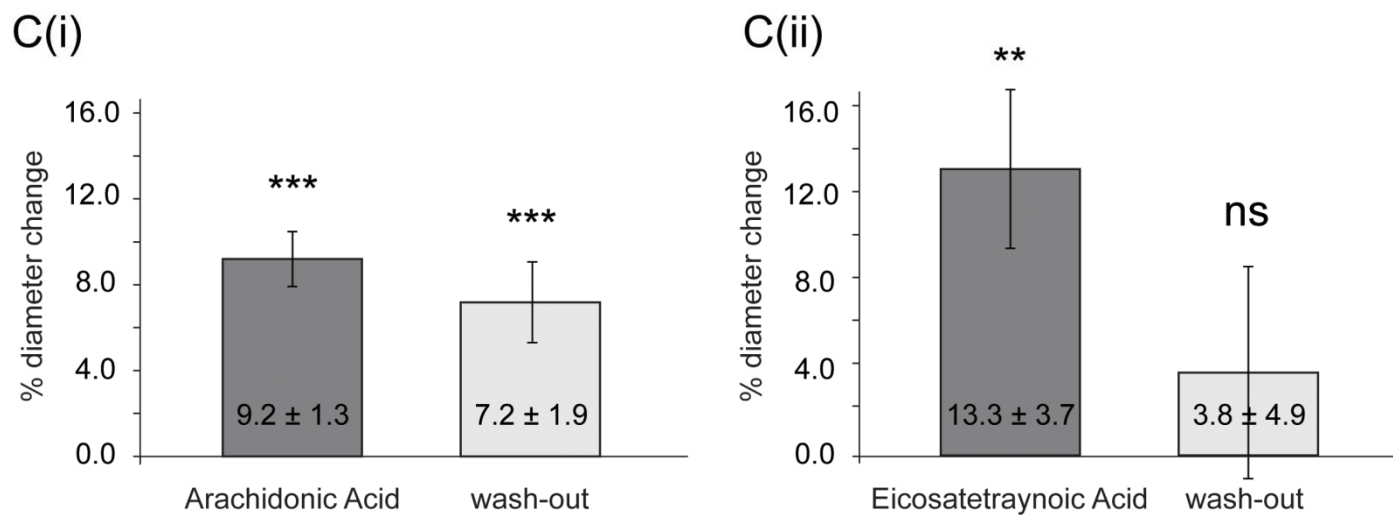 C(i)
% diameter change
16.0
12.0
8.0
4.0
0.0
***
***
9.2 ± 1.3
7.2 ± 1.9
Arachidonic Acid
wash-out
C(ii)
% diameter change
16.0
12.0
8.0
4.0
0.0
**
ns
13.3 ± 3.7
3.8 ± 4.9
Eicosatetraynoic Acid
wash-out